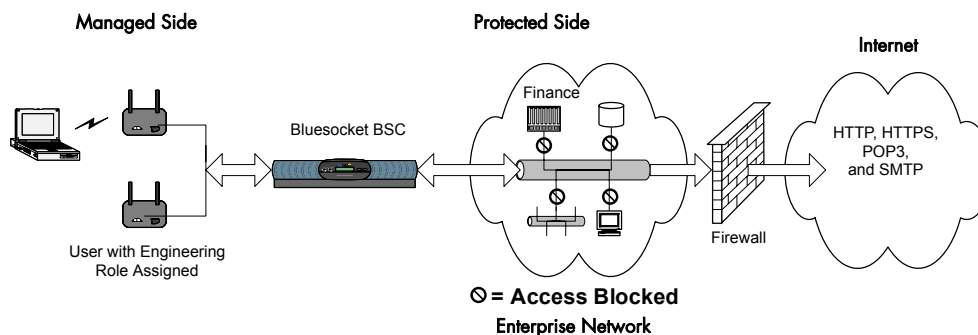 Managed Side
Protected Side
Internet
Finance
Bluesocket BSC
HTTP, HTTPS,
POP3,
and SMTP
User with Engineering
Role Assigned
Firewall
= Access Blocked
Enterprise Network